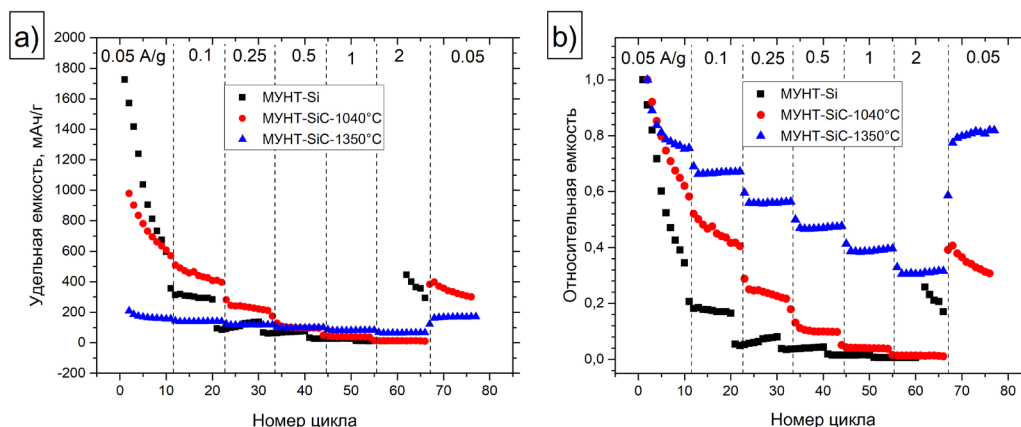 a)
0.05 A/g 0.1 0.25 0.5 1 2 0.05
МУНТ-Si
МУНТ-SiC-1040°C
МУНТ-SiC-1350°C
Удельная емкость, мАч/г
2000
1800
1600
1400
1200
1000
800
600
400
200
0
-200
0 10 20 30 40 50 60 70 80
Номер цикла
b)
0.05 A/g 0.1 0.25 0.5 1 2 0.05
МУНТ-Si
МУНТ-SiC-1040°C
МУНТ-SiC-1350°C
Относительная емкость
1,0
0,8
0,6
0,4
0,2
0,0
0 10 20 30 40 50 60 70 80
Номер цикла